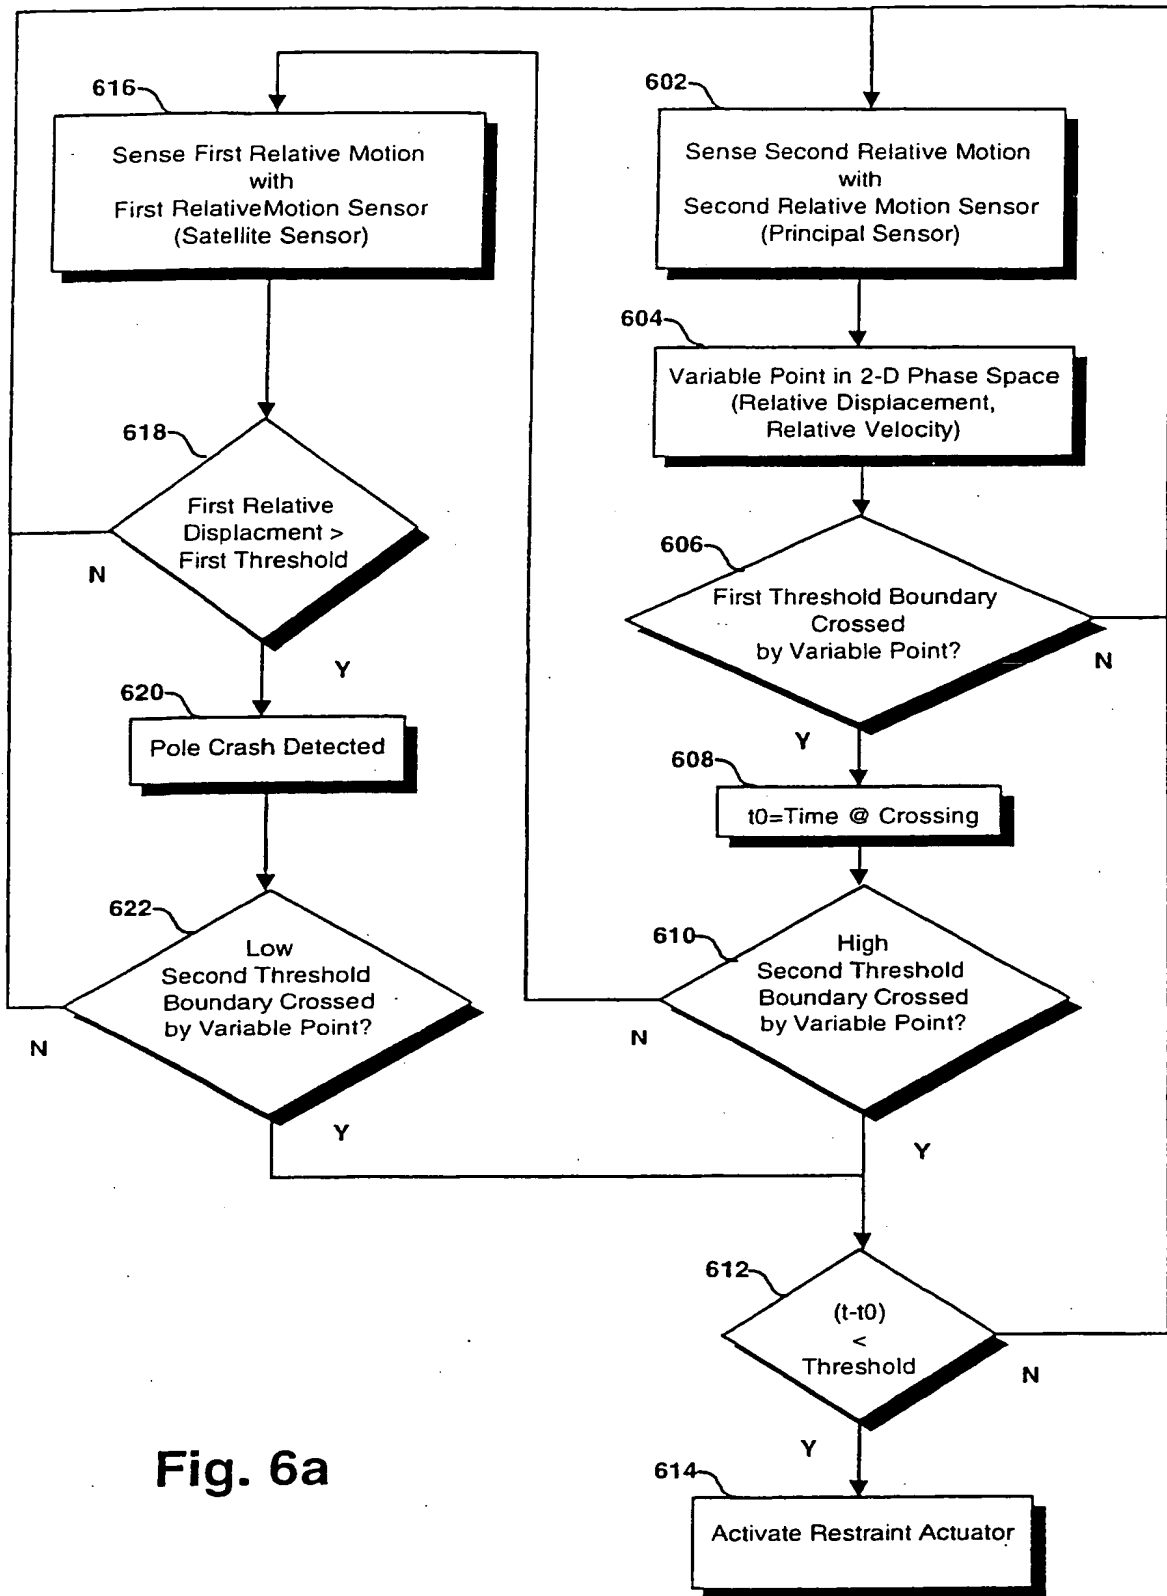 616
Sense First Relative Motion
with
First RelativeMotion Sensor
(Satellite Sensor)
602
Sense Second Relative Motion
with
Second Relative Motion Sensor
(Principal Sensor)
604
Variable Point in 2-D Phase Space
(Relative Displacement,
Relative Velocity)
618
First Relative
Displacment >
First Threshold
N
Y
606
First Threshold Boundary
Crossed
by Variable Point?
N
Y
620
Pole Crash Detected
608
t0=Time @ Crossing
622
Low
Second Threshold
Boundary Crossed
by Variable Point?
N
Y
610
High
Second Threshold
Boundary Crossed
by Variable Point?
N
Y
612
(t-t0)
<
Threshold
N
Y
614
Activate Restraint Actuator
Fig. 6a